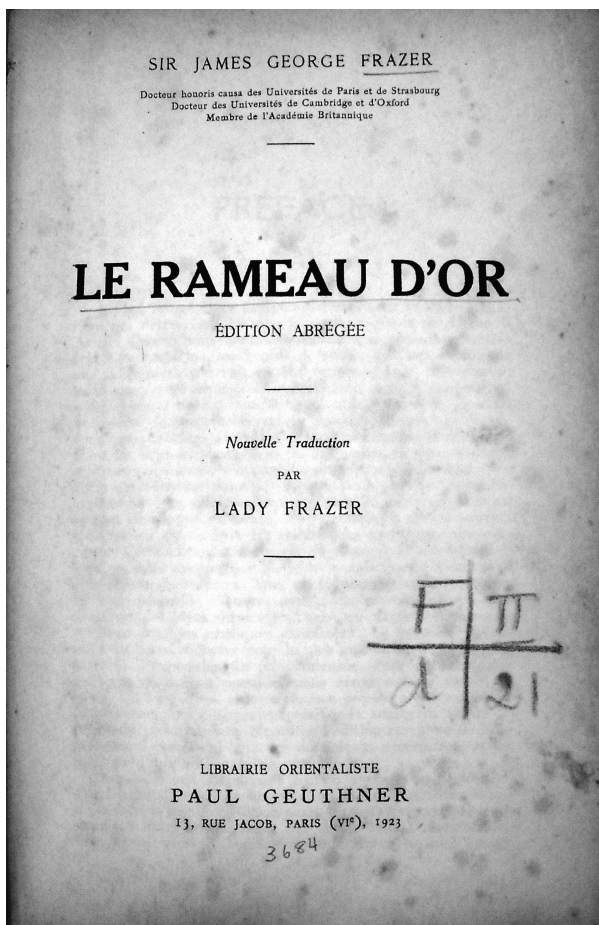 SIR JAMES GEORGE FRAZER
Docteur honoris causa des Universités de Paris et de Strasbourg
Docteur des Universités de Cambridge et d'Oxford
Membre de l'Académie Britannique
LE RAMEAU D'OR
ÉDITION ABRÉGÉE
Nouvelle Traduction
PAR
LADY FRAZER
F II
d 21
LIBRAIRIE ORIENTALISTE
PAUL GEUTHNER
13, RUE JACOB, PARIS (VIe), 1923
3684